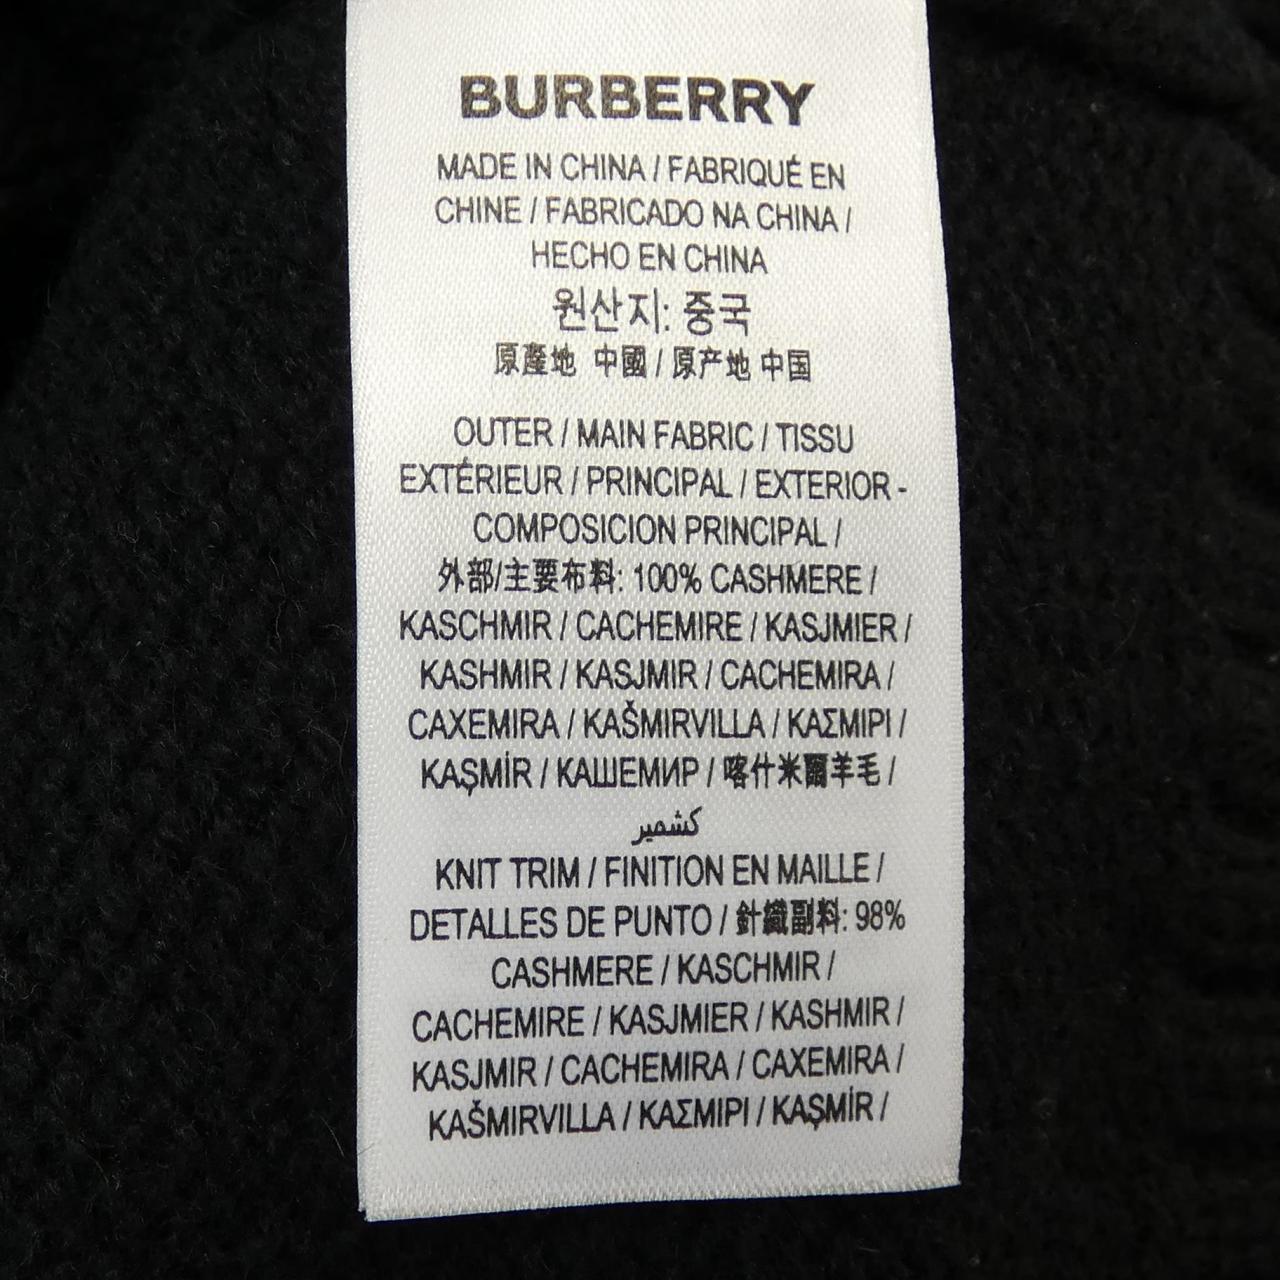 BURBERRY
MADE IN CHINA / FABRIQUÉ EN
CHINE / FABRICADO NA CHINA /
HECHO EN CHINA
원산지: 중국
原產地 中國 / 原产地 中国
OUTER / MAIN FABRIC / TISSU
EXTÉRIEUR / PRINCIPAL / EXTERIOR -
COMPOSICION PRINCIPAL /
外部/主要布料: 100% CASHMERE /
KASCHMIR / CACHEMIRE / KASJMIER /
KASHMIR / KASJMIR / CACHEMIRA /
CAXEMIRA / KAŠMIRVILLA / ΚΑΣΜΙΡΙ /
KAŞMİR / КАШЕМИР / 喀什米爾羊毛 /
كشمير
KNIT TRIM / FINITION EN MAILLE /
DETALLES DE PUNTO / 針織副料: 98%
CASHMERE / KASCHMIR /
CACHEMIRE / KASJMIER / KASHMIR /
KASJMIR / CACHEMIRA / CAXEMIRA /
KAŠMIRVILLA / ΚΑΣΜΙΡΙ / KAŞMİR /